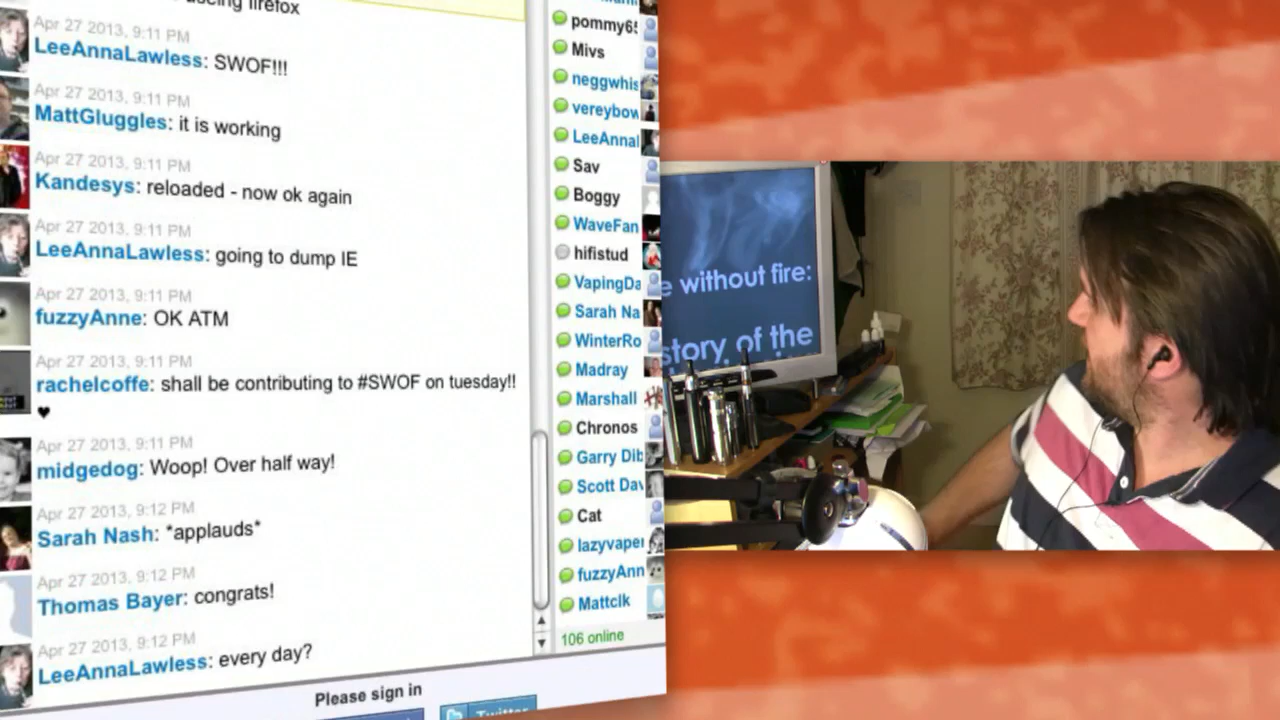 using firefox
Apr 27 2013, 9:11 PM
LeeAnnaLawless: SWOF!!!
Apr 27 2013, 9:11 PM
MattGluggles: it is working
Apr 27 2013, 9:11 PM
Kandesys: reloaded - now ok again
Apr 27 2013, 9:11 PM
LeeAnnaLawless: going to dump IE
Apr 27 2013, 9:11 PM
fuzzyAnne: OK ATM
Apr 27 2013, 9:11 PM
rachelcoffe: shall be contributing to #SWOF on tuesday!!
♥
Apr 27 2013, 9:11 PM
midgedog: Woop! Over half way!
Apr 27 2013, 9:12 PM
Sarah Nash: *applauds*
Apr 27 2013, 9:12 PM
Thomas Bayer: congrats!
Apr 27 2013, 9:12 PM
LeeAnnaLawless: every day?
Please sign in
Twitter
pommy65
Mivs
neggwhis
vereybow
LeeAnnal
Sav
Boggy
WaveFan
hifistud
VapingDa
Sarah Na
WinterRo
Madray
Marshall
Chronos
Garry Dib
Scott Dav
Cat
lazyvaper
fuzzyAnn
Mattclk
106 online
e without fire:
story of the